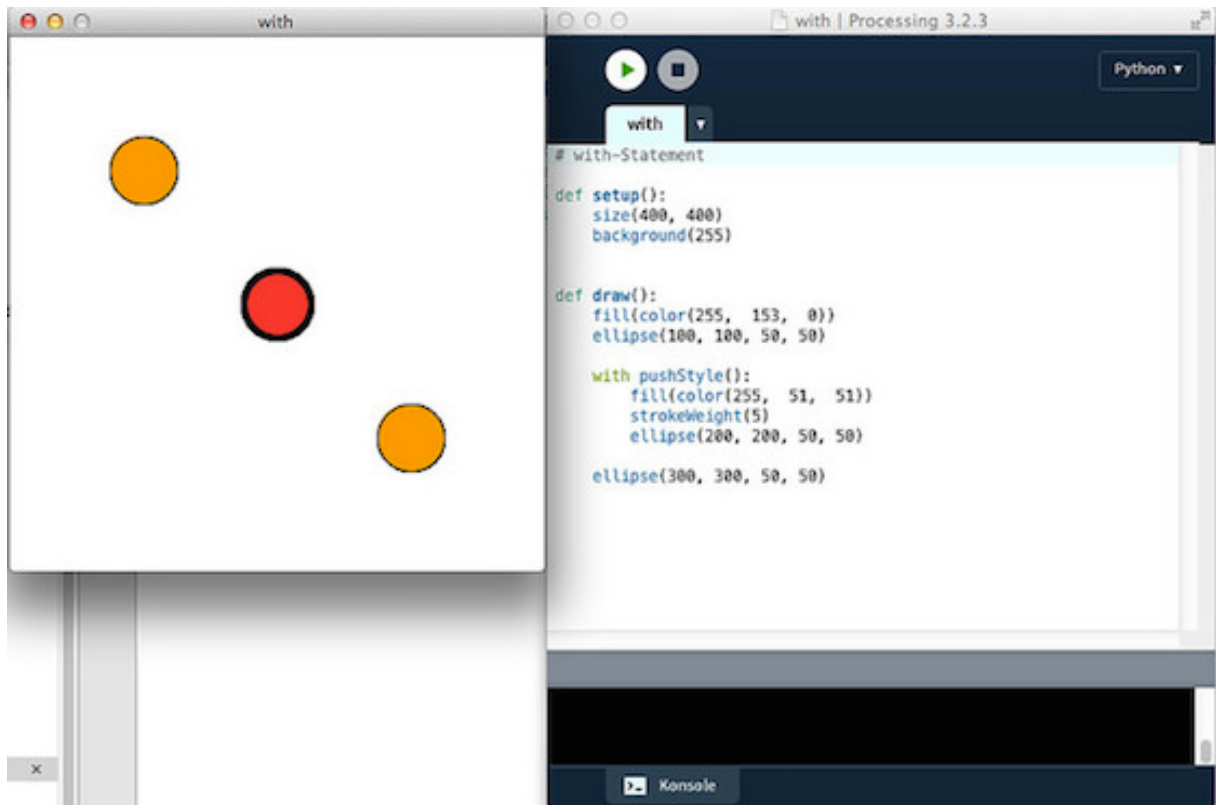 with
with | Processing 3.2.3
Python
with
# with-Statement
def setup():
size(400, 400)
background(255)
def draw():
fill(color(255, 153, 0))
ellipse(100, 100, 50, 50)
with pushStyle():
fill(color(255, 51, 51))
strokeWeight(5)
ellipse(200, 200, 50, 50)
ellipse(300, 300, 50, 50)
Konsole